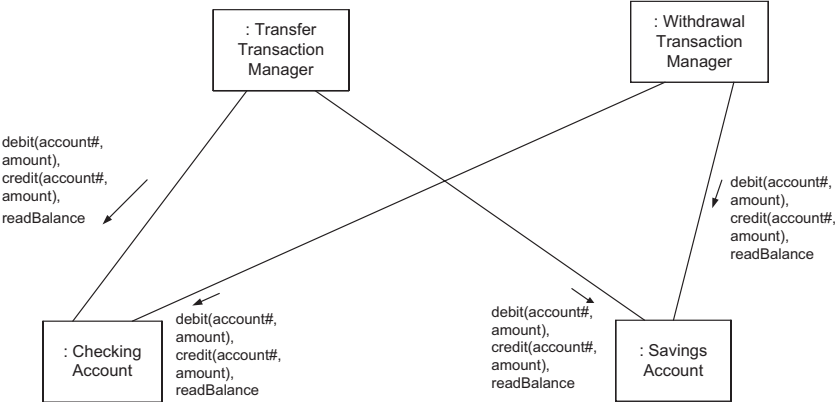 : Transfer
Transaction
Manager
: Withdrawal
Transaction
Manager
debit(account#,
amount),
credit(account#,
amount),
readBalance
debit(account#,
amount),
credit(account#,
amount),
readBalance
: Checking
Account
debit(account#,
amount),
credit(account#,
amount),
readBalance
debit(account#,
amount),
credit(account#,
amount),
readBalance
: Savings
Account